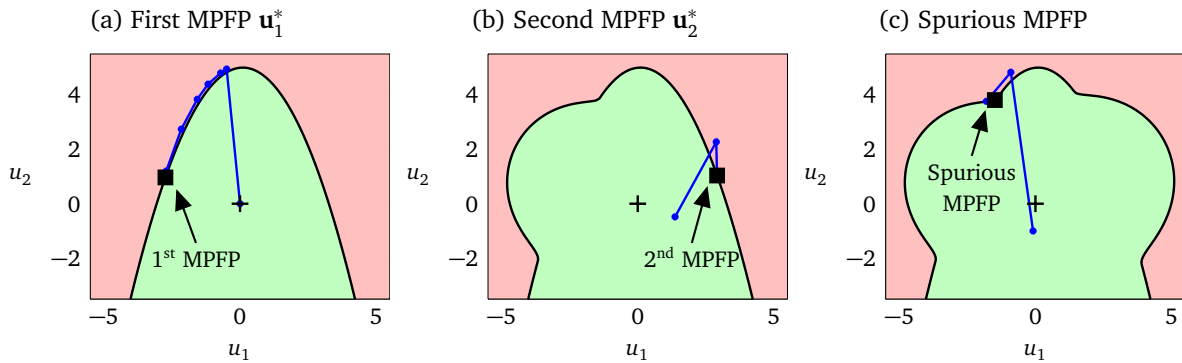 (a) First MPFP u₁*
(b) Second MPFP u₂*
(c) Spurious MPFP
4
2
0
−2
u₂
1st MPFP
−5
0
5
u₁
4
2
0
−2
u₂
2nd MPFP
−5
0
5
u₁
4
2
0
−2
u₂
Spurious
MPFP
−5
0
5
u₁